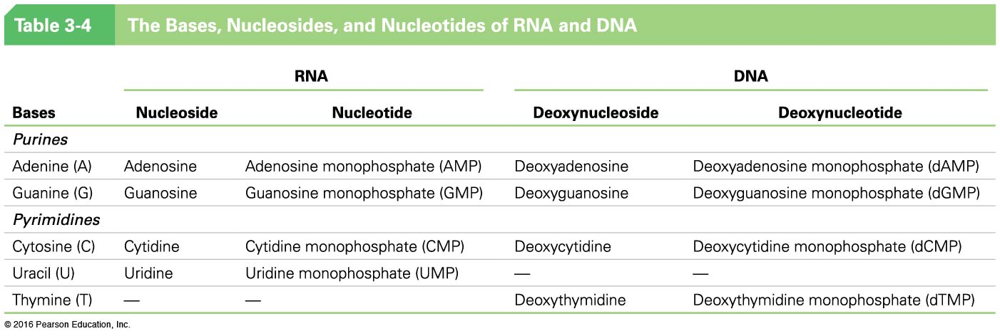 Table 3-4 The Bases, Nucleosides, and Nucleotides of RNA and DNA
RNA DNA
Bases Nucleoside Nucleotide Deoxynucleoside Deoxynucleotide
Purines
Adenine (A) Adenosine Adenosine monophosphate (AMP) Deoxyadenosine Deoxyadenosine monophosphate (dAMP)
Guanine (G) Guanosine Guanosine monophosphate (GMP) Deoxyguanosine Deoxyguanosine monophosphate (dGMP)
Pyrimidines
Cytosine (C) Cytidine Cytidine monophosphate (CMP) Deoxycytidine Deoxycytidine monophosphate (dCMP)
Uracil (U) Uridine Uridine monophosphate (UMP) — —
Thymine (T) — — Deoxythymidine Deoxythymidine monophosphate (dTMP)
© 2016 Pearson Education, Inc.